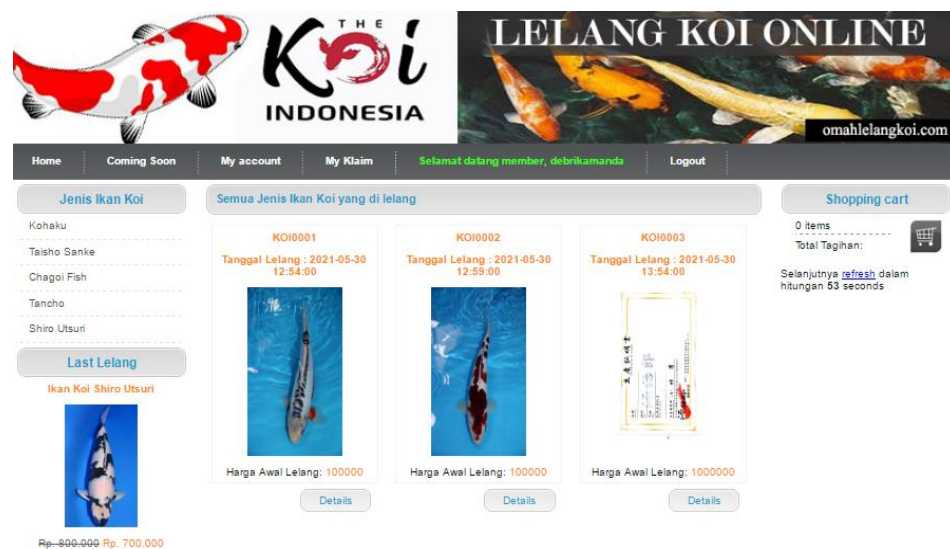 THE
Koi
INDONESIA
LELANG KOI ONLINE
omahlelangkoi.com
Home
Coming Soon
My account
My Klaim
Selamat datang member, debrikamanda
Logout
Jenis Ikan Koi
Kohaku
Taisho Sanke
Chagoi Fish
Tancho
Shiro Utsuri
Last Lelang
Ikan Koi Shiro Utsuri
Rp. 800.000 Rp. 700.000
Semua Jenis Ikan Koi yang di lelang
KOI0001
Tanggal Lelang : 2021-05-30
12:54:00
Harga Awal Lelang: 100000
Details
KOI0002
Tanggal Lelang : 2021-05-30
12:59:00
Harga Awal Lelang: 100000
Details
KOI0003
Tanggal Lelang : 2021-05-30
13:54:00
Harga Awal Lelang: 1000000
Details
Shopping cart
0 items
Total Tagihan:
Selanjutnya refresh dalam
hitungan 53 seconds